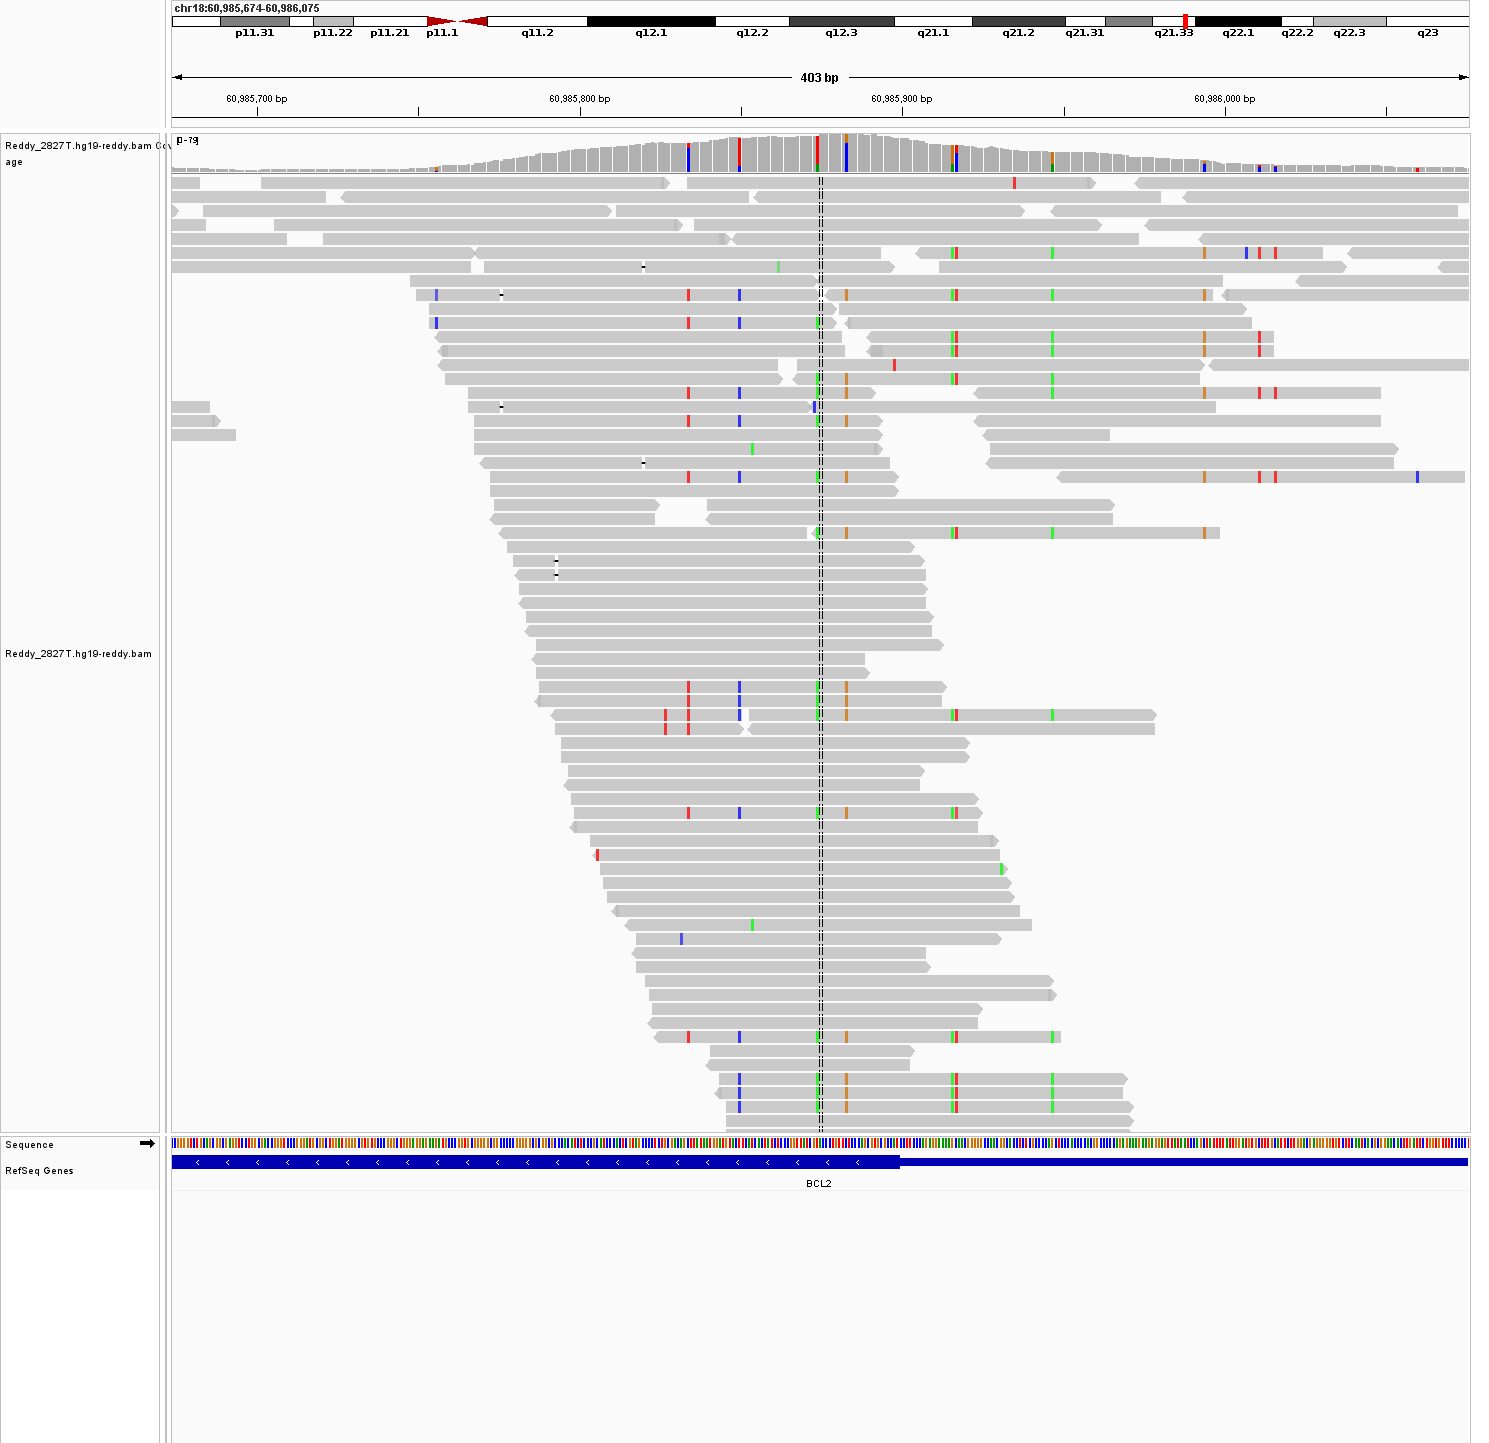 chr18:60,985,674-60,986,075
p11.31 p11.22 p11.21 p11.1 q11.2 q12.1 q12.2 q12.3 q21.1 q21.2 q21.31 q21.33 q22.1 q22.2 q22.3 q23
403 bp
60,985,700 bp 60,985,800 bp 60,985,900 bp 60,986,000 bp
[0-79]
Reddy_2827T.hg19-reddy.bam Cov
age
Reddy_2827T.hg19-reddy.bam
Sequence
RefSeq Genes
BCL2